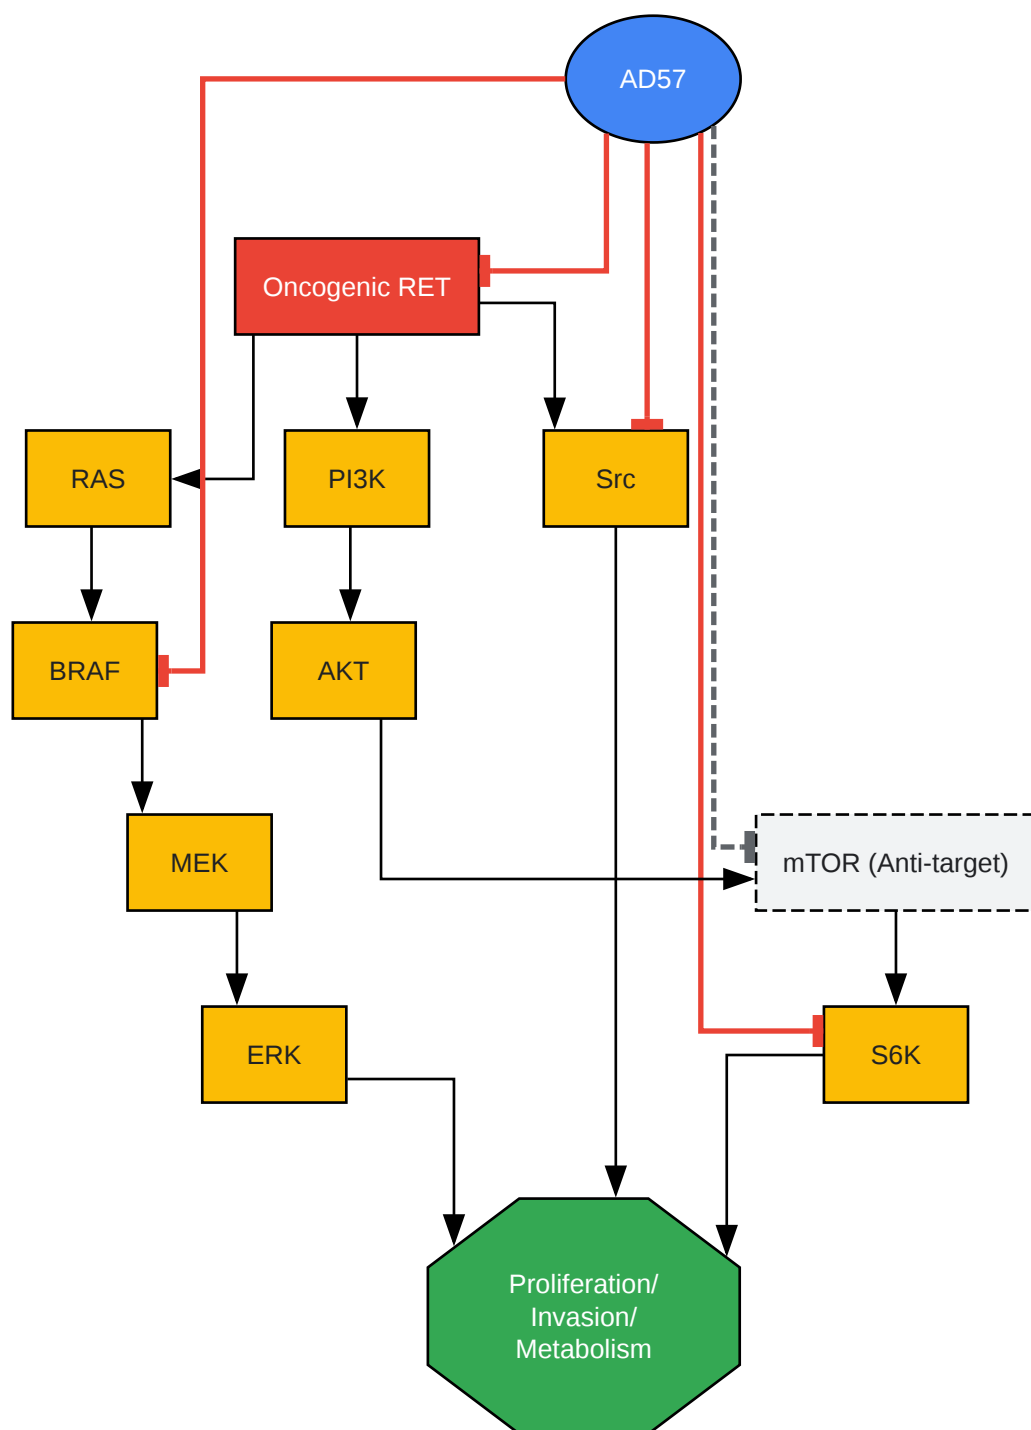 AD57
Oncogenic RET
RAS
PI3K
Src
BRAF
AKT
MEK
mTOR (Anti-target)
ERK
S6K
Proliferation/
Invasion/
Metabolism